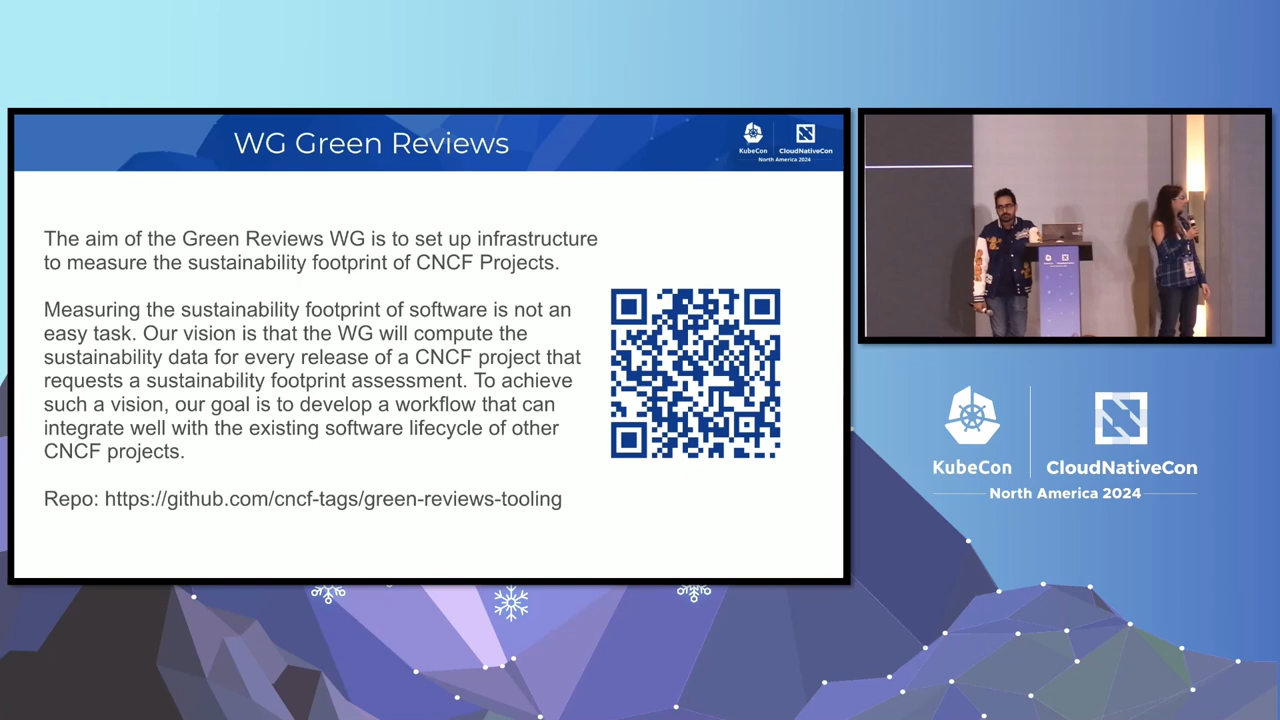 WG Green Reviews
KubeCon
CloudNativeCon
North America 2024
The aim of the Green Reviews WG is to set up infrastructure
to measure the sustainability footprint of CNCF Projects.
Measuring the sustainability footprint of software is not an
easy task. Our vision is that the WG will compute the
sustainability data for every release of a CNCF project that
requests a sustainability footprint assessment. To achieve
such a vision, our goal is to develop a workflow that can
integrate well with the existing software lifecycle of other
CNCF projects.
Repo: https://github.com/cncf-tags/green-reviews-tooling
KubeCon
CloudNativeCon
North America 2024